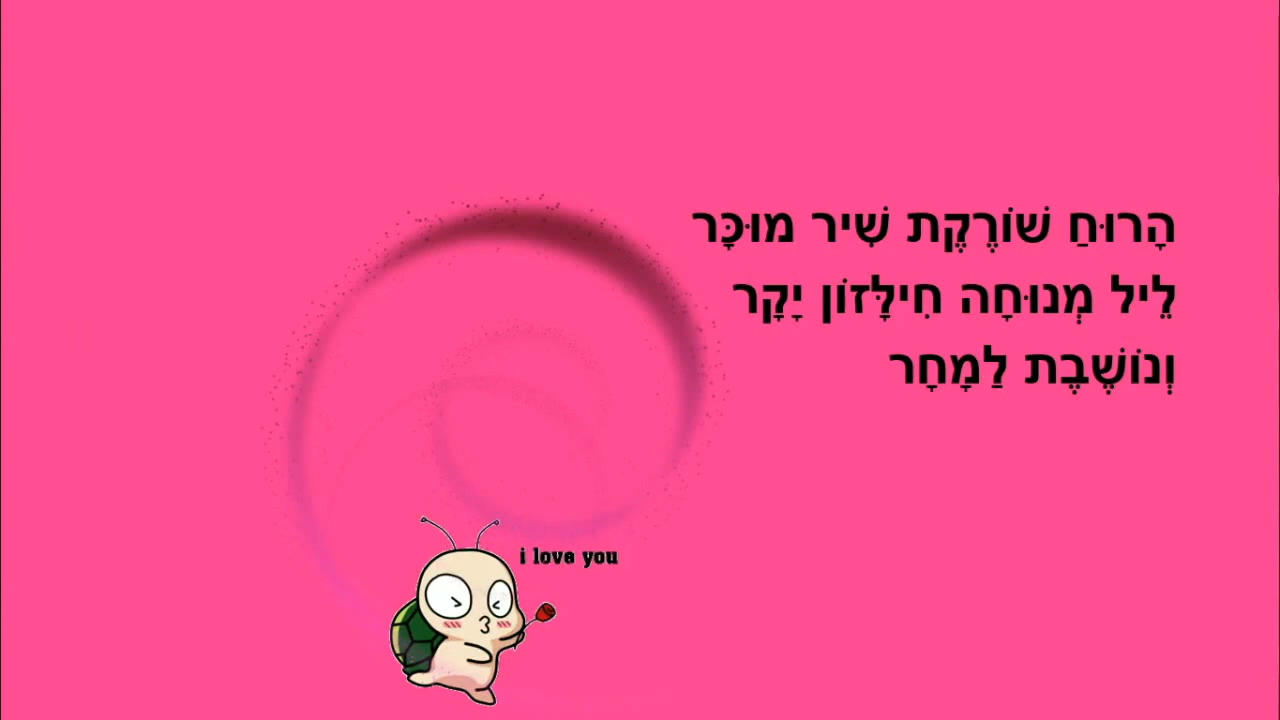 הָרוּחַ שׁוֹרֶקֶת שִׁיר מוּכָּר
לֵיל מְנוּחָה חִילָּזוֹן יָקָר
וְנוֹשֶׁבֶת לַמָחָר
i love you